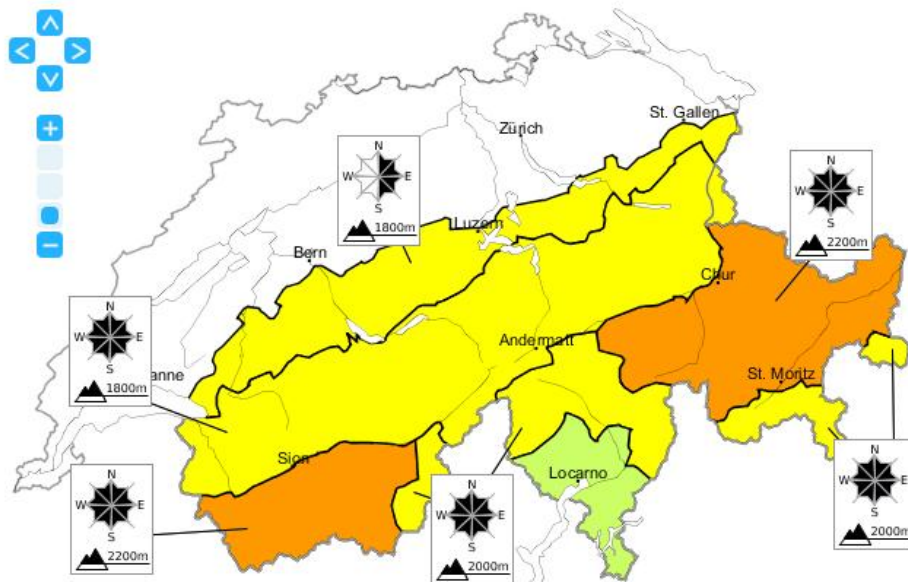 St. Gallen
Zürich
N
W E
S
1800m
N
W E
S
2200m
Luzern
Bern
Chur
N
W E
S
1800m
anne
Andermatt
St. Moritz
Sion
Locarno
N
W E
S
2200m
N
W E
S
2000m
N
W E
S
2000m